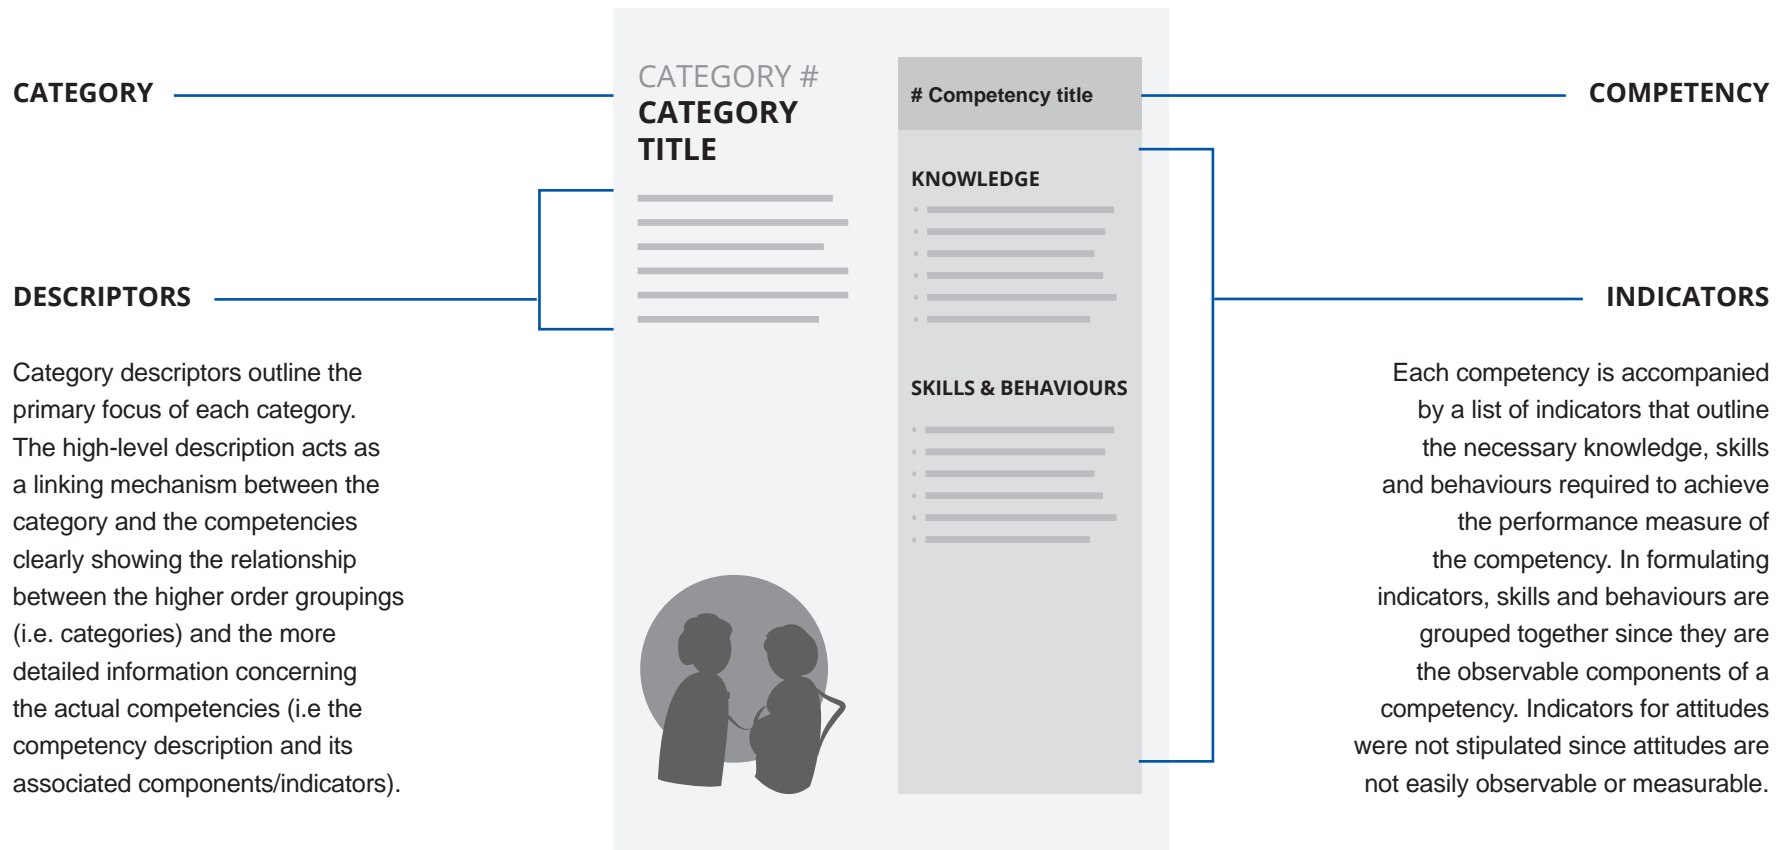 CATEGORY
DESCRIPTORS
Category descriptors outline the
primary focus of each category.
The high-level description acts as
a linking mechanism between the
category and the competencies
clearly showing the relationship
between the higher order groupings
(i.e. categories) and the more
detailed information concerning
the actual competencies (i.e the
competency description and its
associated components/indicators).
CATEGORY #
CATEGORY
TITLE
# Competency title
KNOWLEDGE
SKILLS & BEHAVIOURS
COMPETENCY
INDICATORS
Each competency is accompanied
by a list of indicators that outline
the necessary knowledge, skills
and behaviours required to achieve
the performance measure of
the competency. In formulating
indicators, skills and behaviours are
grouped together since they are
the observable components of a
competency. Indicators for attitudes
were not stipulated since attitudes are
not easily observable or measurable.